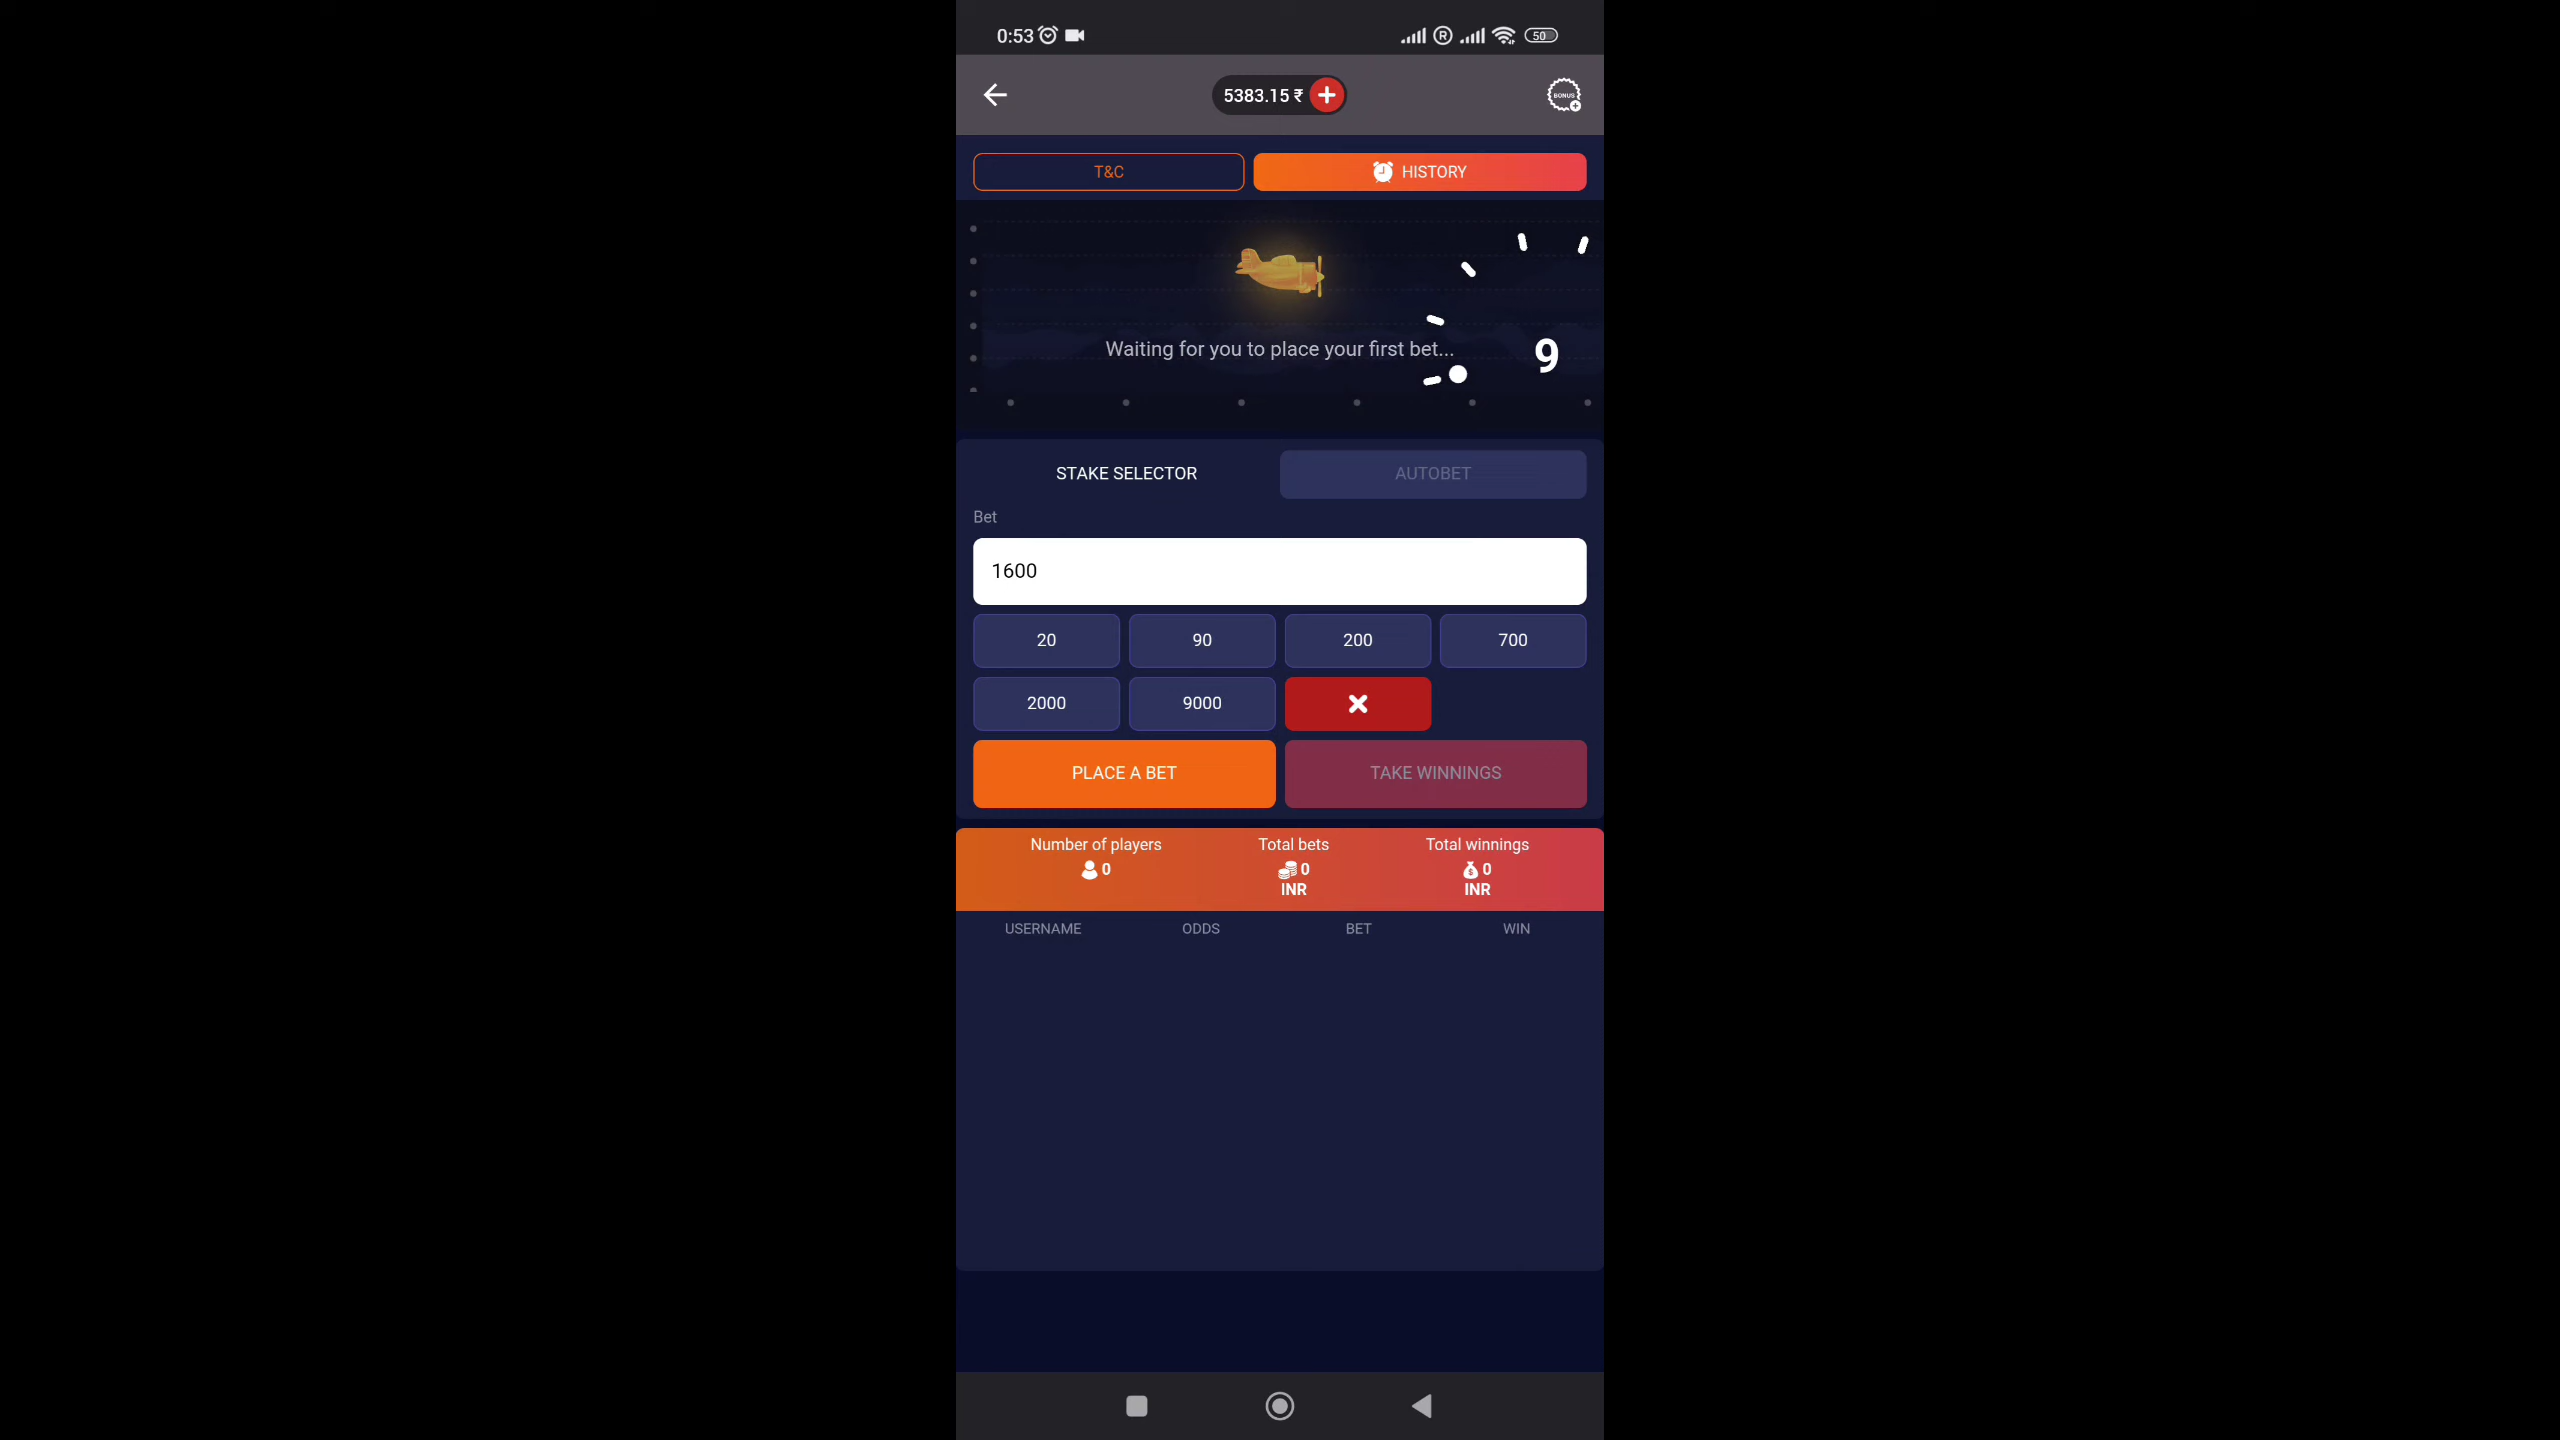 0:53 R 50
5383.15 ₹ BONUS
T&C HISTORY
Waiting for you to place your first bet...
9
STAKE SELECTOR AUTOBET
Bet
1600
20 90 200 700
2000 9000
PLACE A BET TAKE WINNINGS
Number of players Total bets Total winnings
0 0 0
INR INR
USERNAME ODDS BET WIN